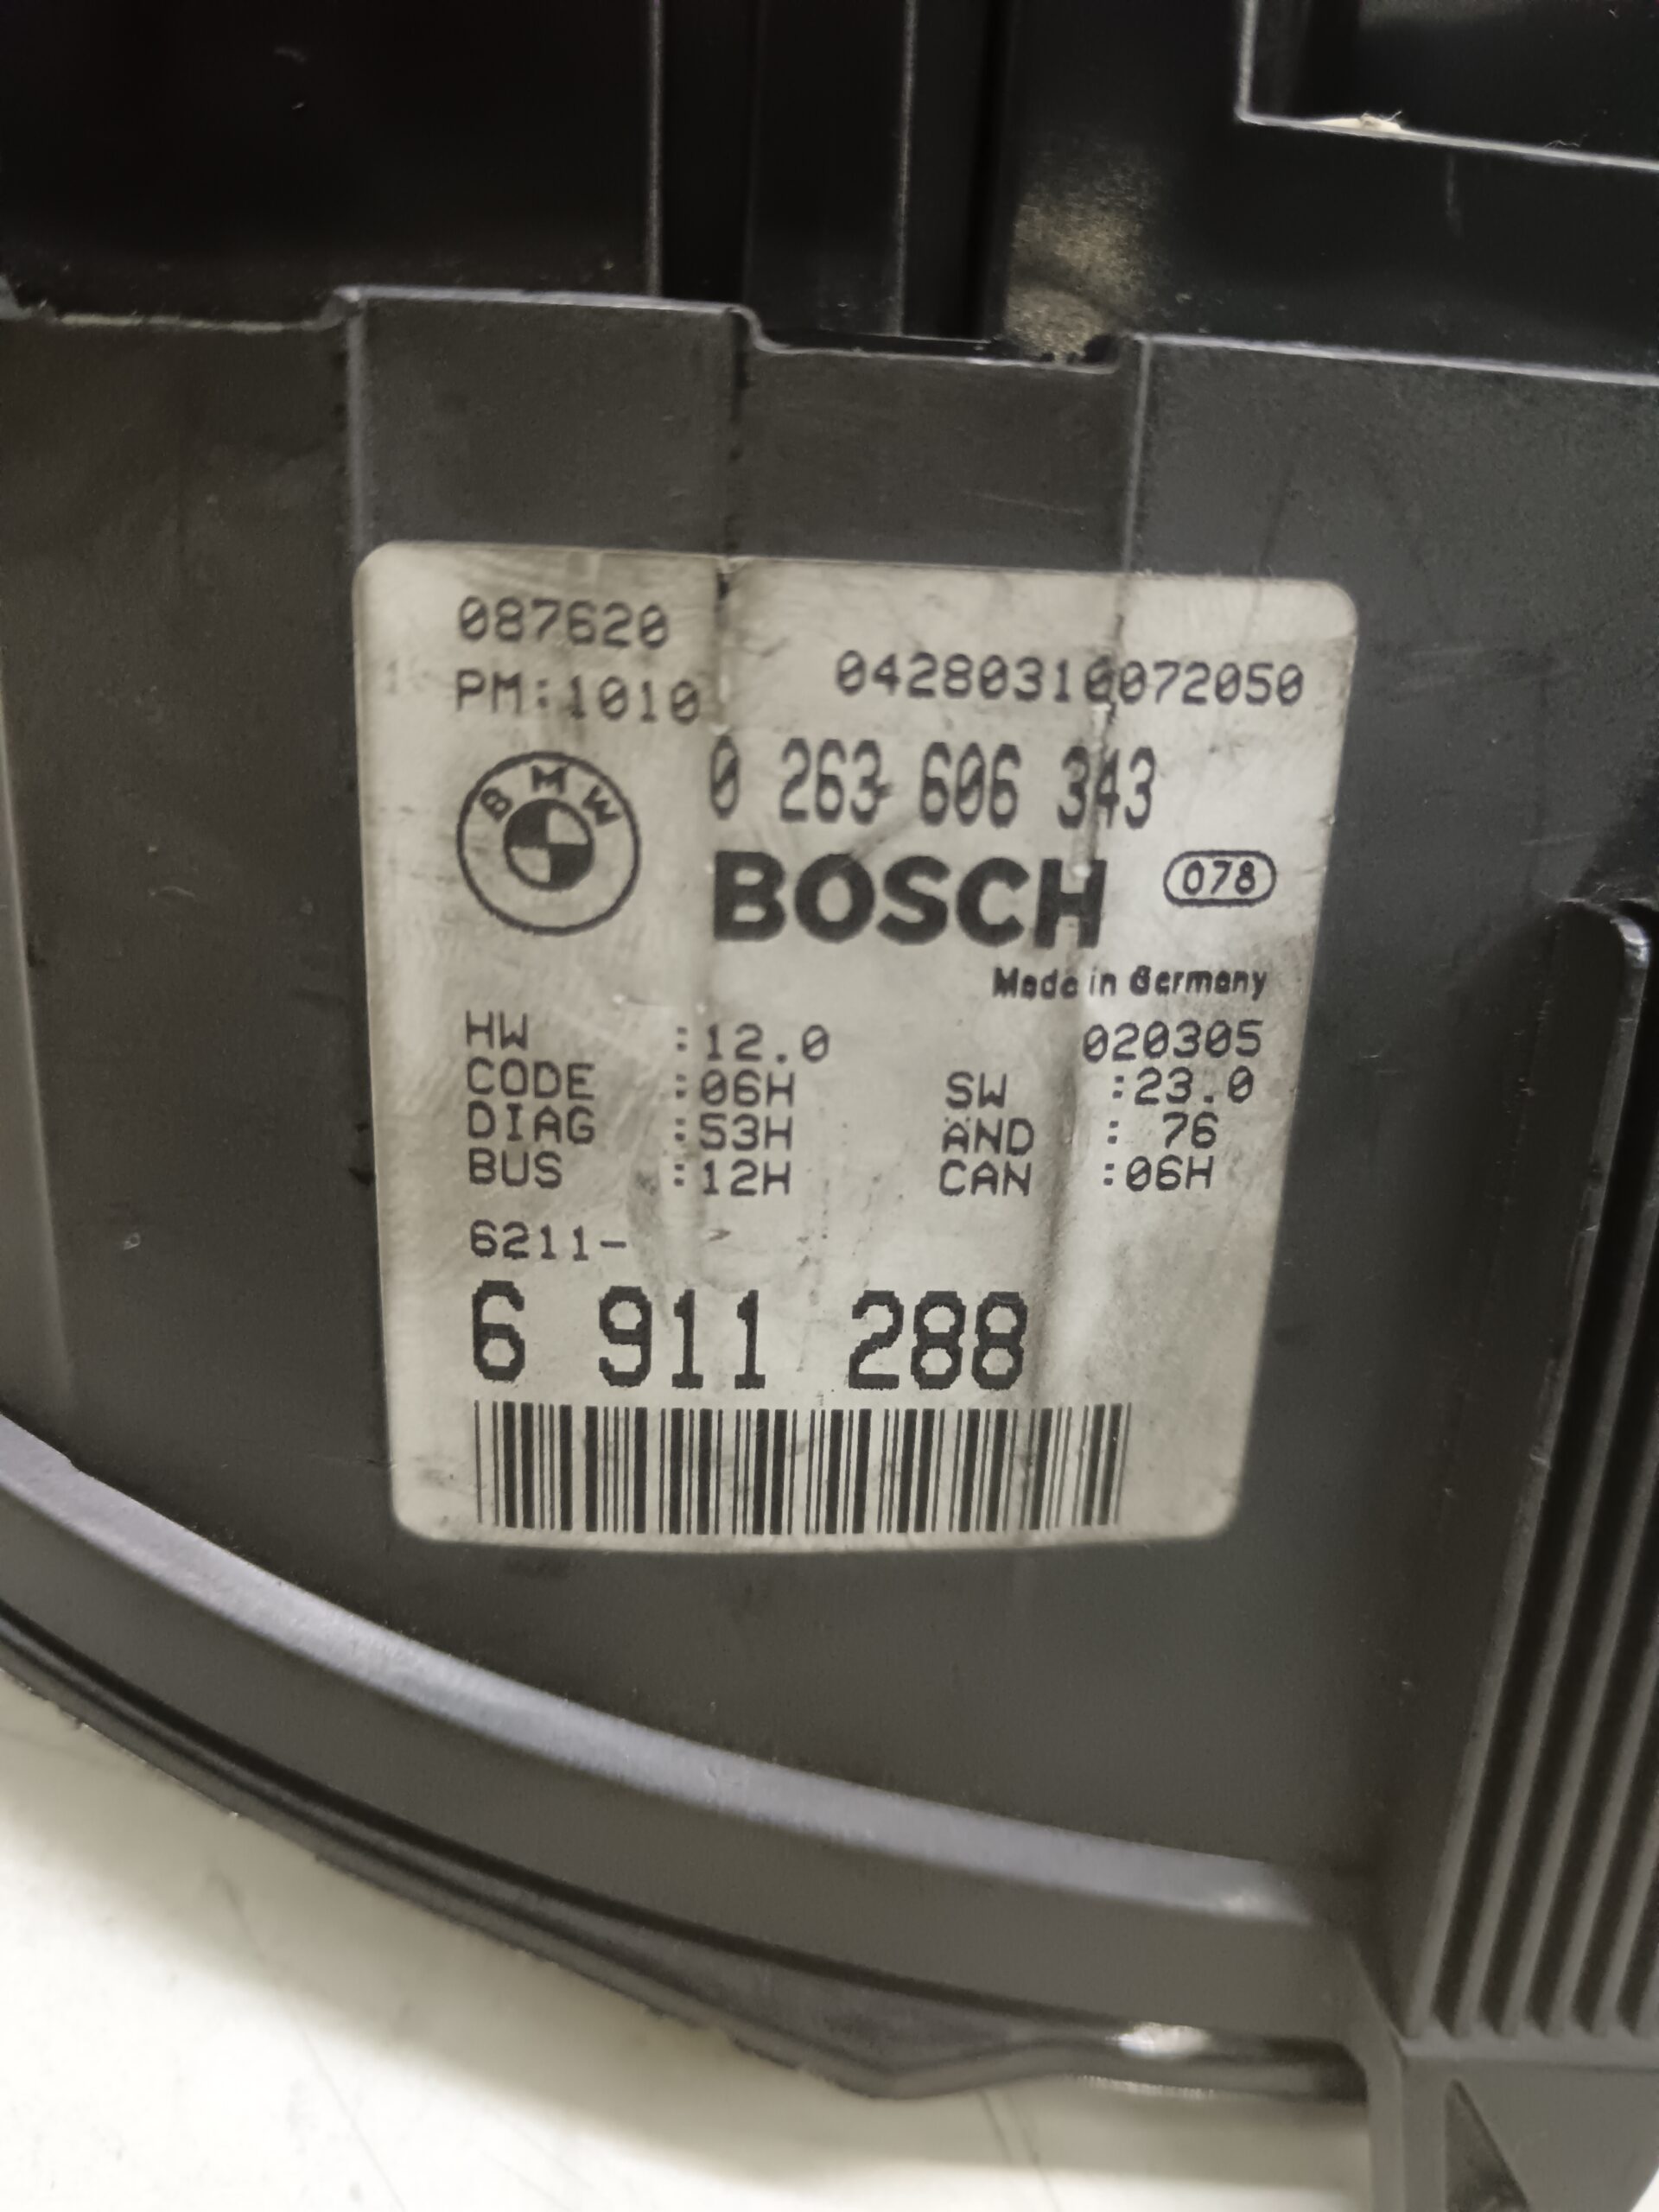 087620
PM:1010
04280310072050
0 263 606 343
BMW
BOSCH
078
Made in Germany
HW :12.0 020305
CODE :06H SW :23.0
DIAG :53H ÄND : 76
BUS :12H CAN :06H
6211-
6 911 288